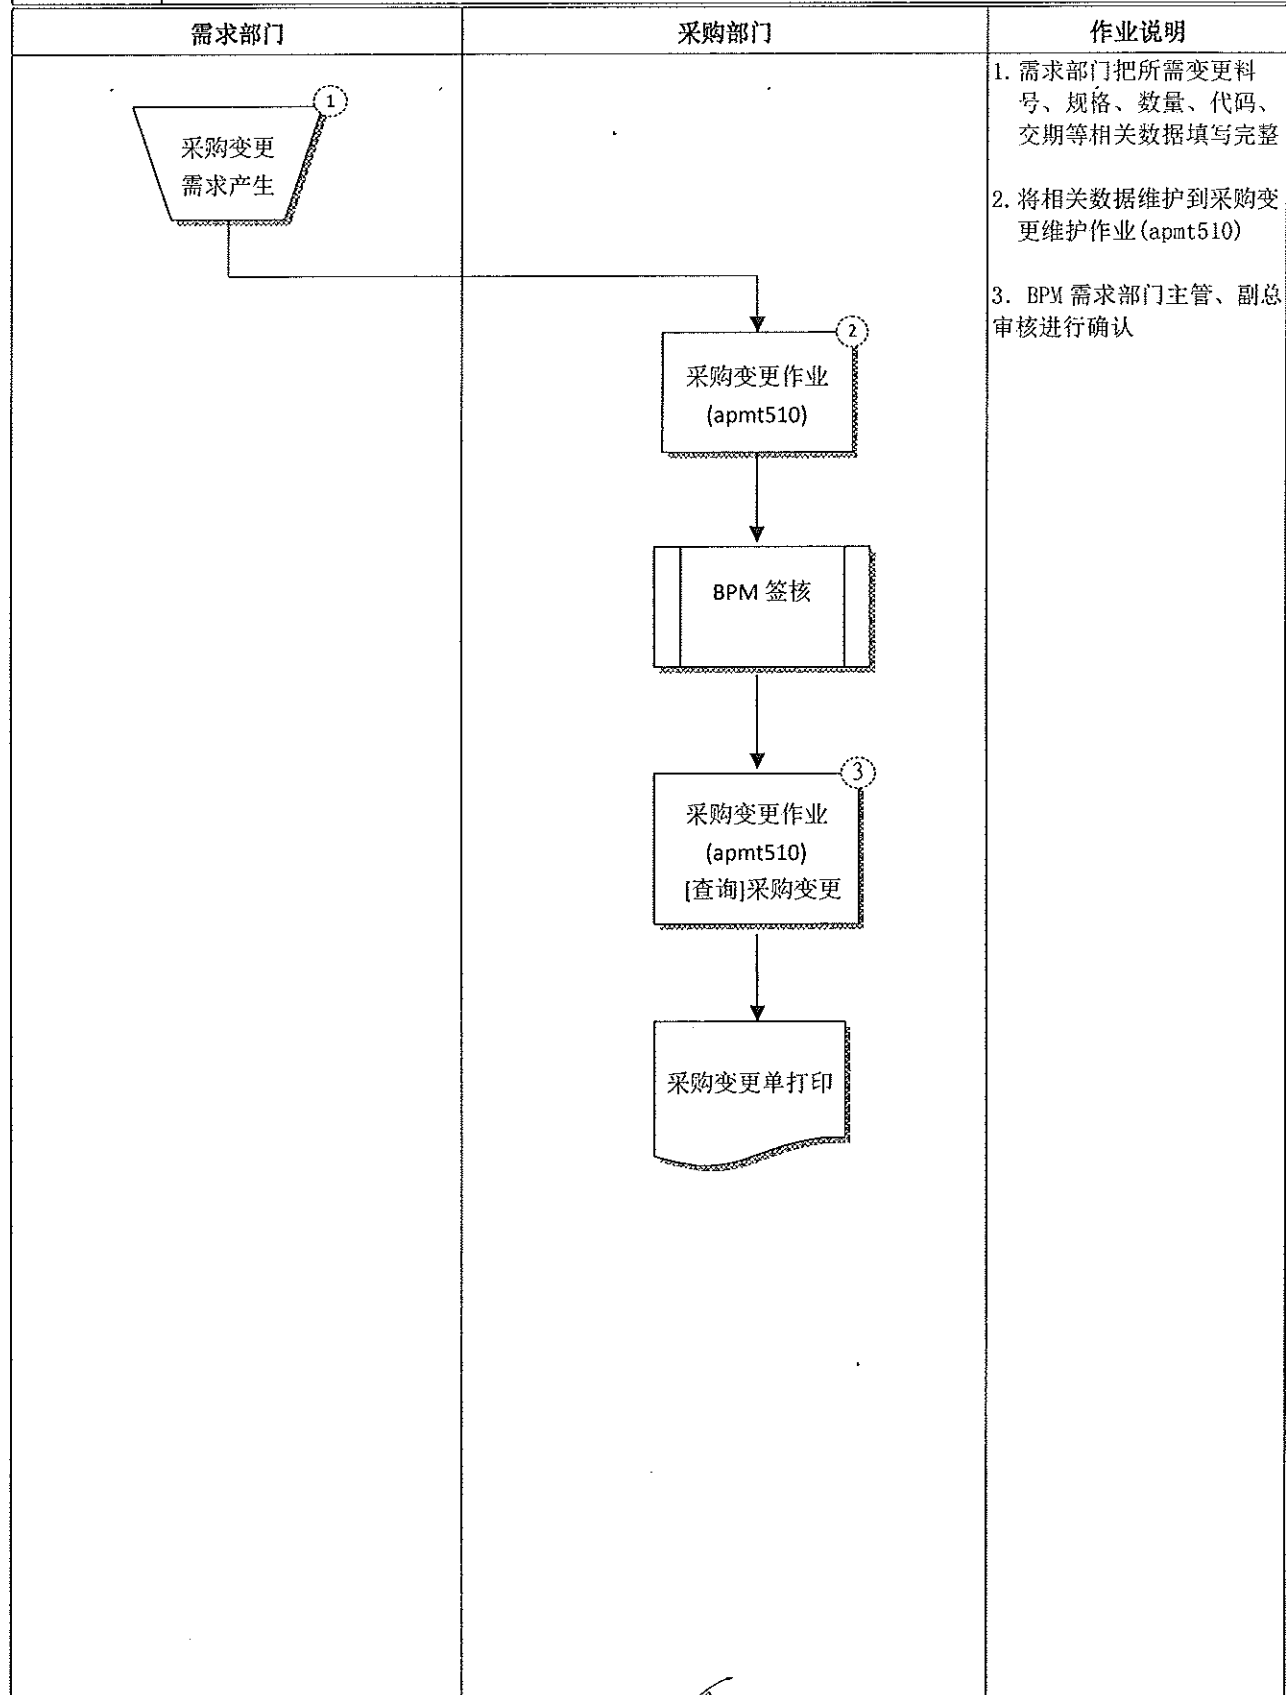 需求部门
采购部门
作业说明
1
采购变更
需求产生
2
采购变更作业
(apmt510)
BPM 签核
3
采购变更作业
(apmt510)
[查询]采购变更
采购变更单打印
1. 需求部门把所需变更料
号、规格、数量、代码、
交期等相关数据填写完整
2. 将相关数据维护到采购变
更维护作业(apmt510)
3. BPM 需求部门主管、副总
审核进行确认